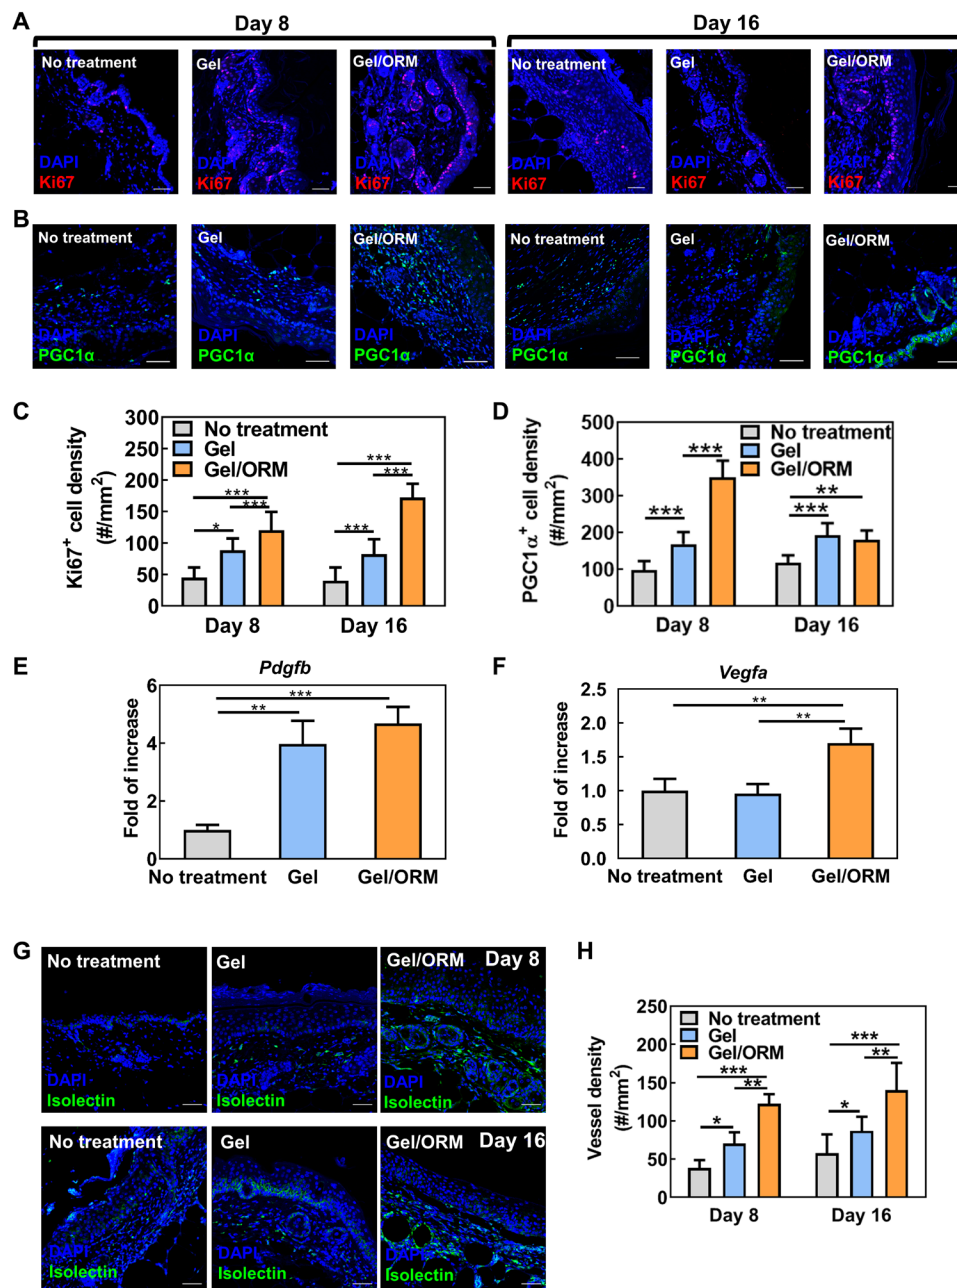 A
Day 8
Day 16
No treatment
Gel
Gel/ORM
No treatment
Gel
Gel/ORM
DAPI
DAPI
DAPI
DAPI
DAPI
DAPI
Ki67
Ki67
Ki67
Ki67
Ki67
Ki67
B
No treatment
Gel
Gel/ORM
No treatment
Gel
Gel/ORM
DAPI
DAPI
DAPI
DAPI
DAPI
DAPI
PGC1α
PGC1α
PGC1α
PGC1α
PGC1α
PGC1α
C
Ki67⁺ cell density
(#/mm²)
300
250
200
150
100
50
0
No treatment
Gel
Gel/ORM
***
***
*
***
***
***
Day 8
Day 16
D
PGC1α⁺ cell density
(#/mm²)
500
400
300
200
100
0
No treatment
Gel
Gel/ORM
***
***
**
***
Day 8
Day 16
E
Pdgfb
Fold of increase
6
4
2
0
***
**
No treatment
Gel
Gel/ORM
F
Vegfa
Fold of increase
2.5
2.0
1.5
1.0
0.5
0.0
**
**
No treatment
Gel
Gel/ORM
G
No treatment
Gel
Gel/ORM
Day 8
DAPI
DAPI
DAPI
Isolectin
Isolectin
Isolectin
No treatment
Gel
Gel/ORM
Day 16
DAPI
DAPI
DAPI
Isolectin
Isolectin
Isolectin
H
Vessel density
(#/mm²)
250
200
150
100
50
0
No treatment
Gel
Gel/ORM
***
**
*
***
**
*
Day 8
Day 16